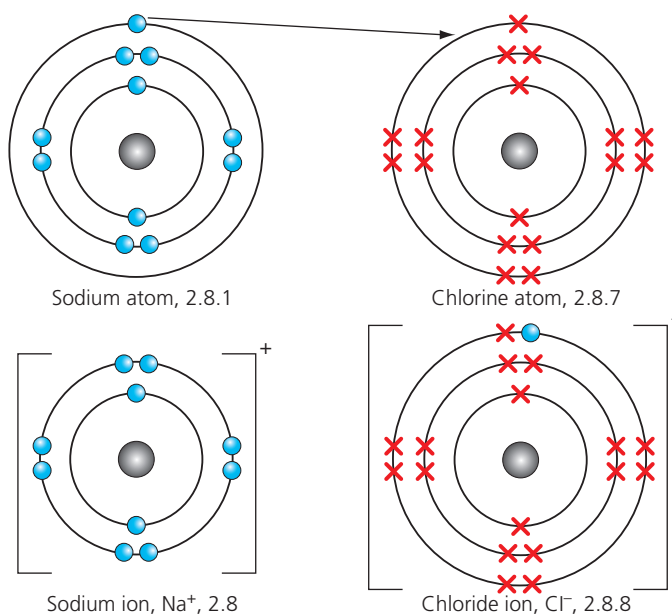 Sodium atom, 2.8.1
Chlorine atom, 2.8.7
+
Sodium ion, Na⁺, 2.8
Chloride ion, Cl⁻, 2.8.8